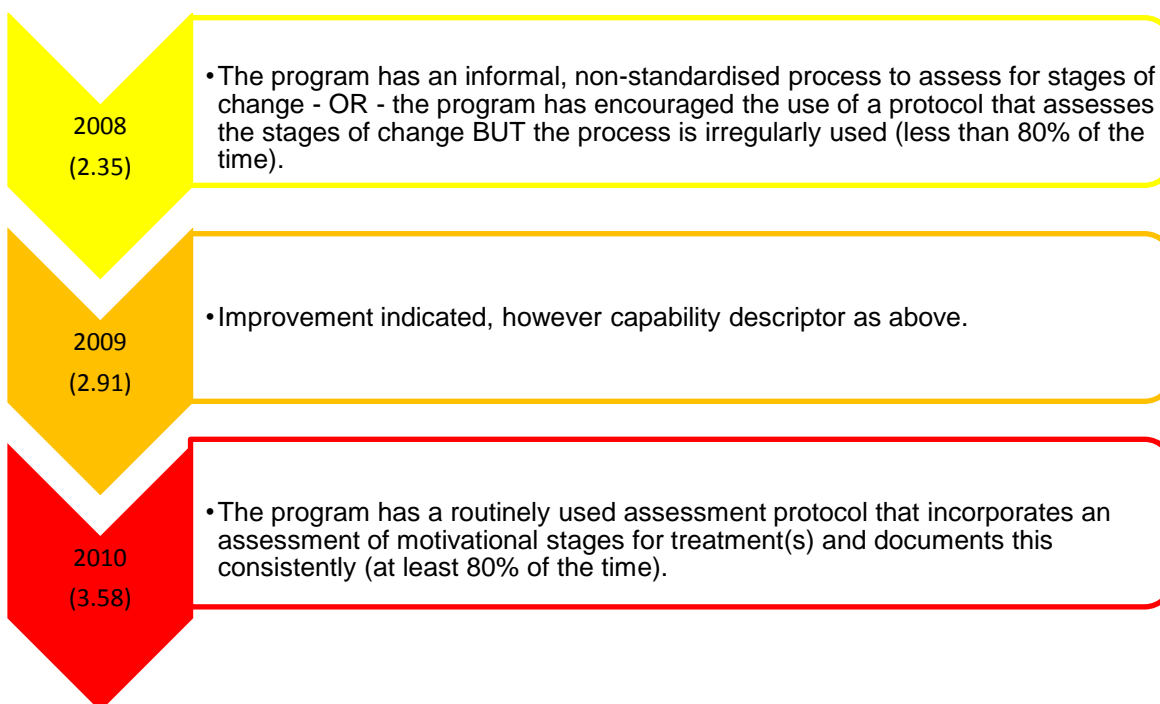 2008
(2.35)
•The program has an informal, non-standardised process to assess for stages of
change - OR - the program has encouraged the use of a protocol that assesses
the stages of change BUT the process is irregularly used (less than 80% of the
time).
2009
(2.91)
•Improvement indicated, however capability descriptor as above.
2010
(3.58)
•The program has a routinely used assessment protocol that incorporates an
assessment of motivational stages for treatment(s) and documents this
consistently (at least 80% of the time).